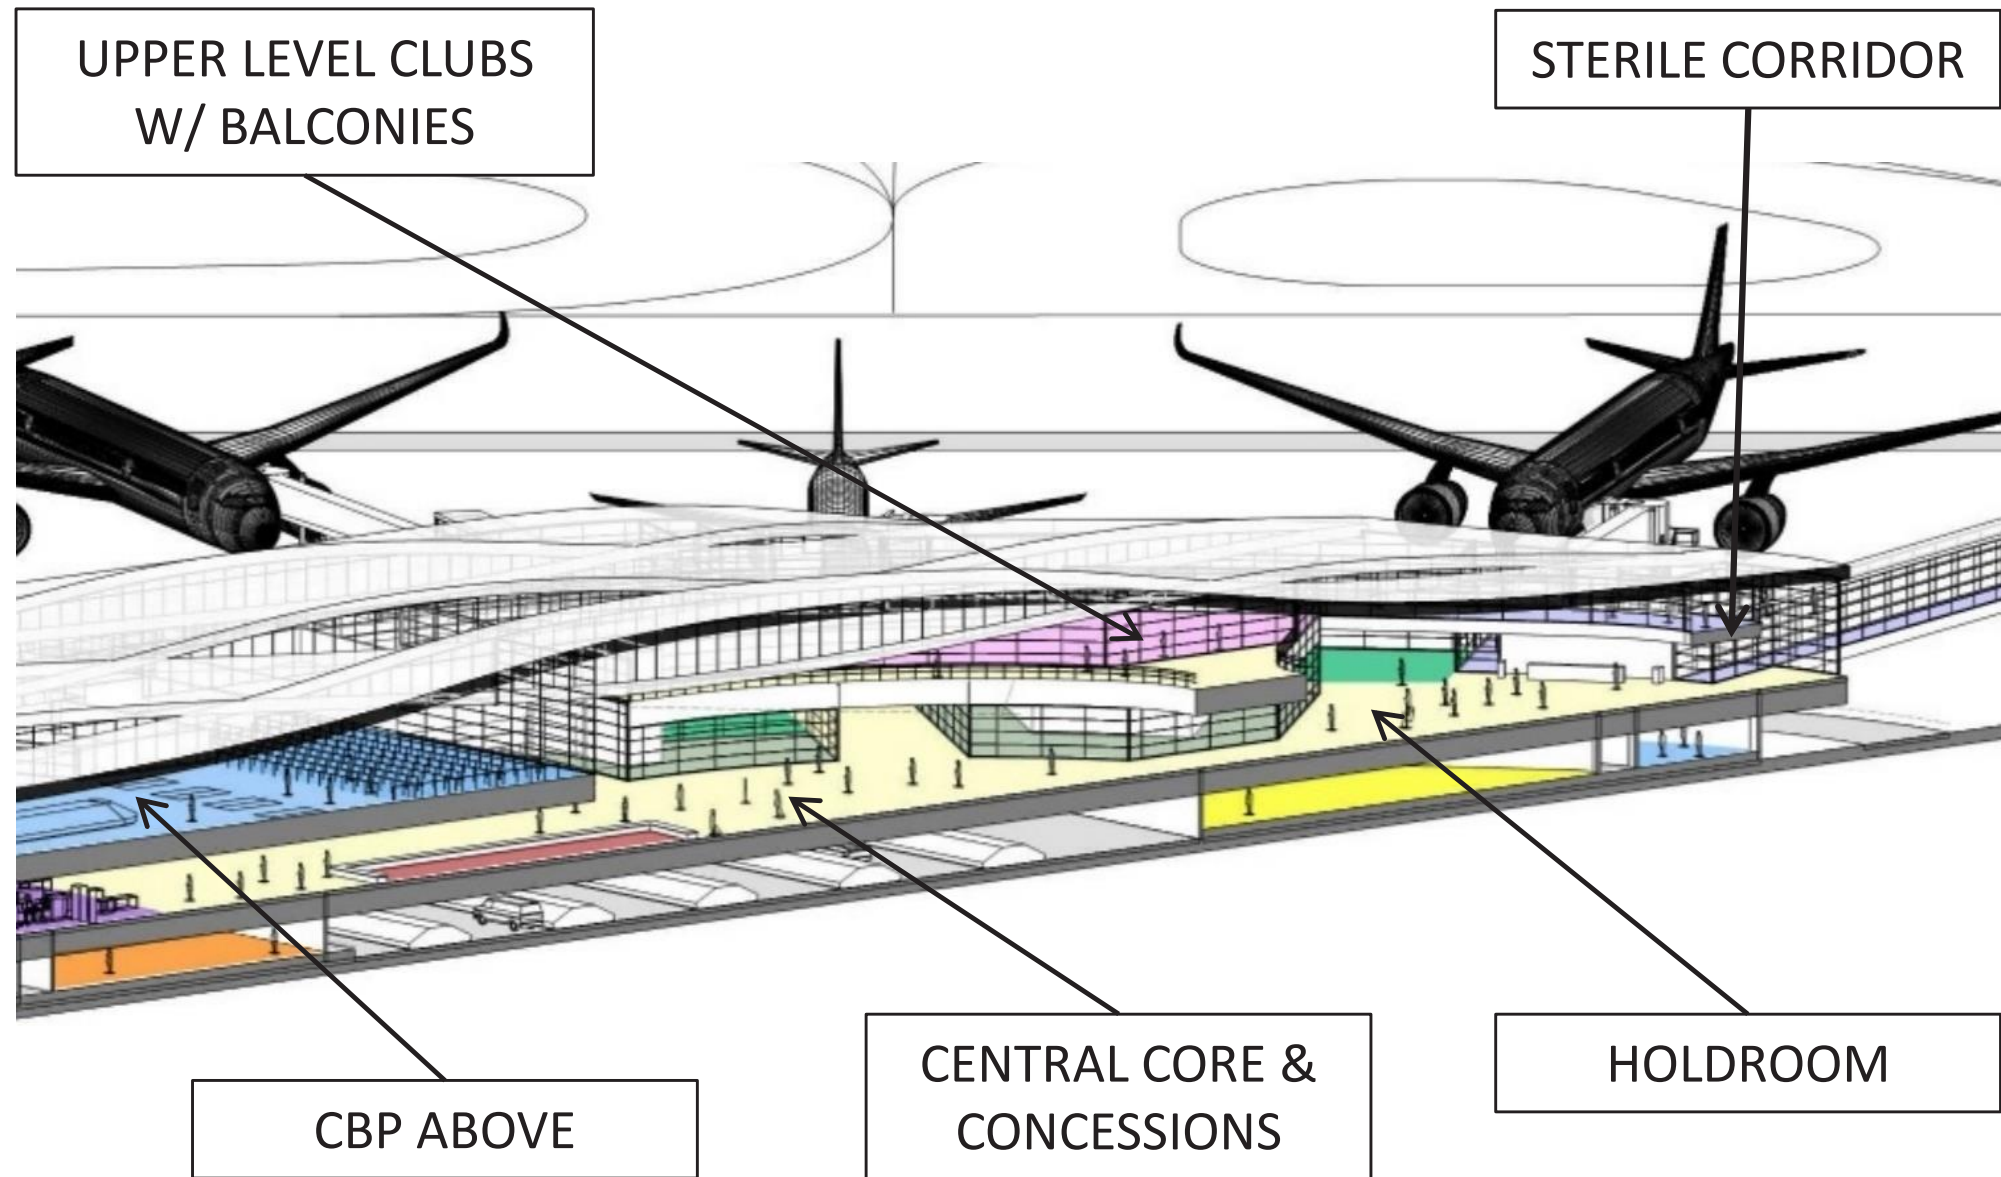 UPPER LEVEL CLUBS
W/ BALCONIES
STERILE CORRIDOR
CBP ABOVE
CENTRAL CORE &
CONCESSIONS
HOLDROOM